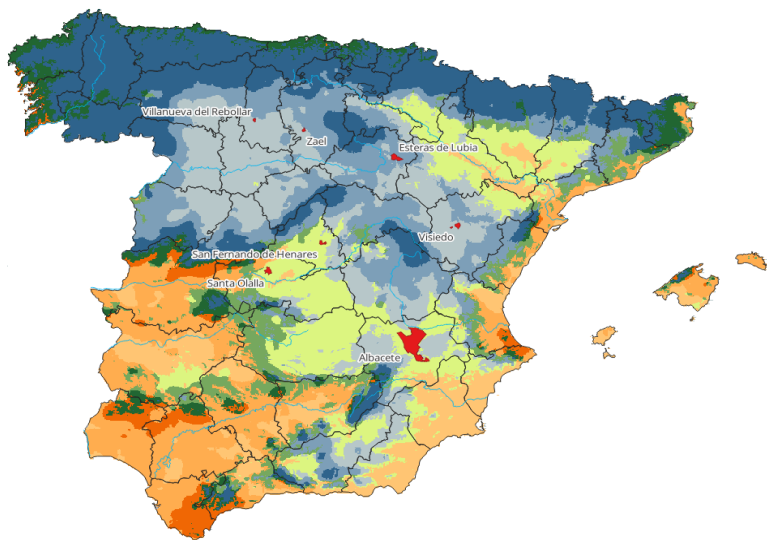 Villanueva del Rebollar
Zael
Esteras de Lubia
Visiedo
San Fernando de Henares
Santa Olalla
Albacete